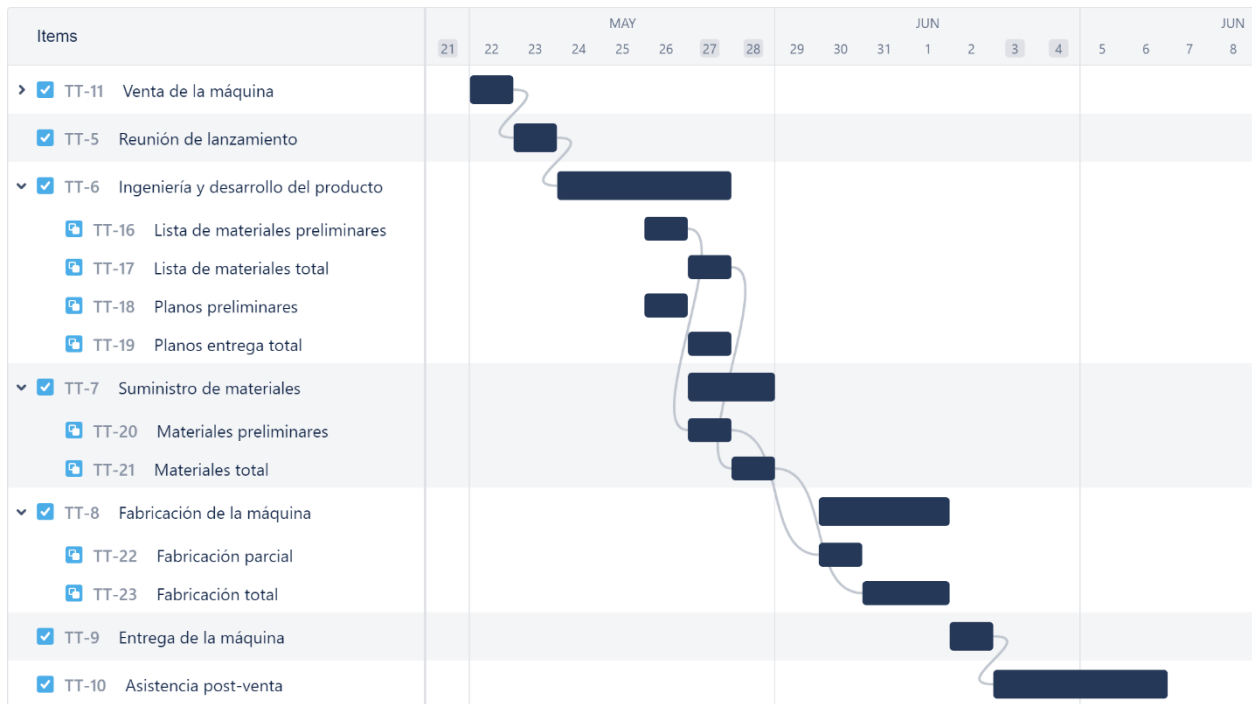 Items
MAY JUN JUN
21 22 23 24 25 26 27 28 29 30 31 1 2 3 4 5 6 7 8
TT-11 Venta de la máquina
TT-5 Reunión de lanzamiento
TT-6 Ingeniería y desarrollo del producto
TT-16 Lista de materiales preliminares
TT-17 Lista de materiales total
TT-18 Planos preliminares
TT-19 Planos entrega total
TT-7 Suministro de materiales
TT-20 Materiales preliminares
TT-21 Materiales total
TT-8 Fabricación de la máquina
TT-22 Fabricación parcial
TT-23 Fabricación total
TT-9 Entrega de la máquina
TT-10 Asistencia post-venta